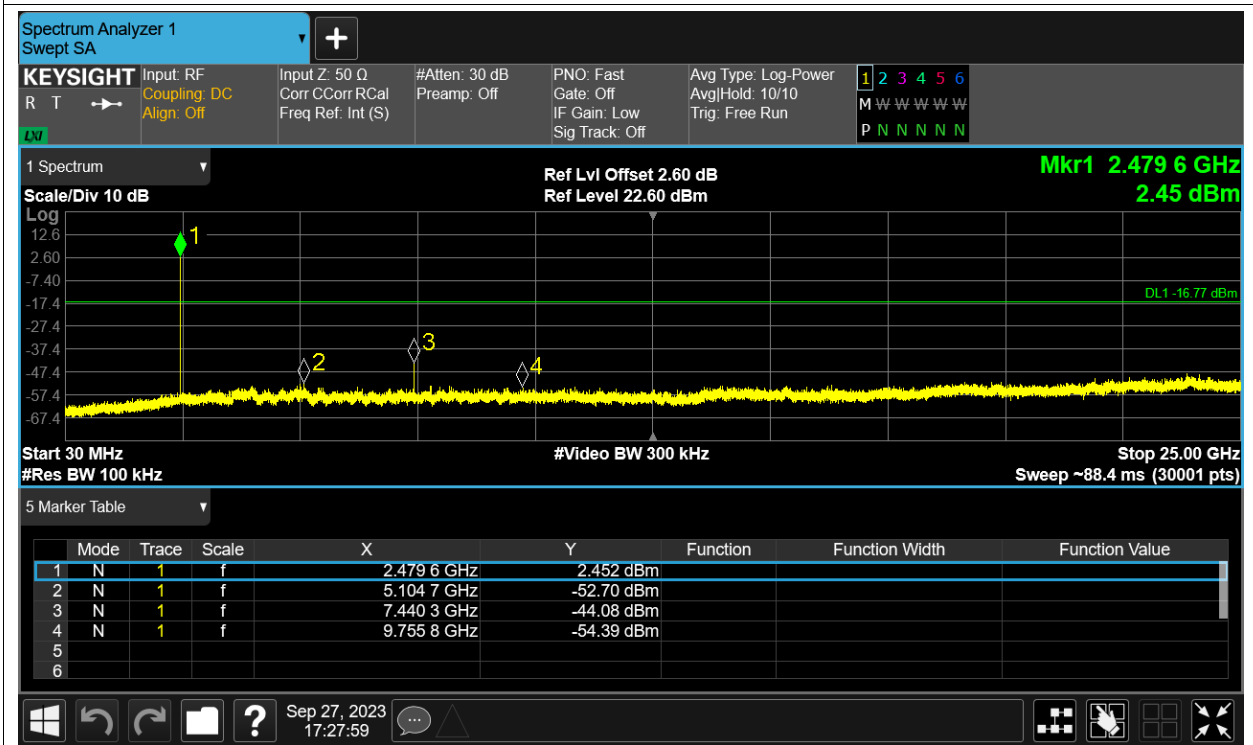 Spectrum Analyzer 1
Swept SA
+
KEYSIGHT
R T
LXI
Input: RF
Coupling: DC
Align: Off
Input Z: 50 Ω
Corr CCorr RCal
Freq Ref: Int (S)
#Atten: 30 dB
Preamp: Off
PNO: Fast
Gate: Off
IF Gain: Low
Sig Track: Off
Avg Type: Log-Power
Avg|Hold: 10/10
Trig: Free Run
1 2 3 4 5 6
M W W W W W W
P N N N N N N
1 Spectrum
Scale/Div 10 dB
Ref Lvl Offset 2.60 dB
Ref Level 22.60 dBm
Mkr1 2.479 6 GHz
2.45 dBm
Log
12.6
2.60
-7.40
-17.4
-27.4
-37.4
-47.4
-57.4
-67.4
1
2
3
4
DL1 -16.77 dBm
Start 30 MHz
#Video BW 300 kHz
Stop 25.00 GHz
#Res BW 100 kHz
Sweep ~88.4 ms (30001 pts)
5 Marker Table
Mode Trace Scale X Y Function Function Width Function Value
1 N 1 f 2.479 6 GHz 2.452 dBm
2 N 1 f 5.104 7 GHz -52.70 dBm
3 N 1 f 7.440 3 GHz -44.08 dBm
4 N 1 f 9.755 8 GHz -54.39 dBm
5
6
?
Sep 27, 2023
17:27:59